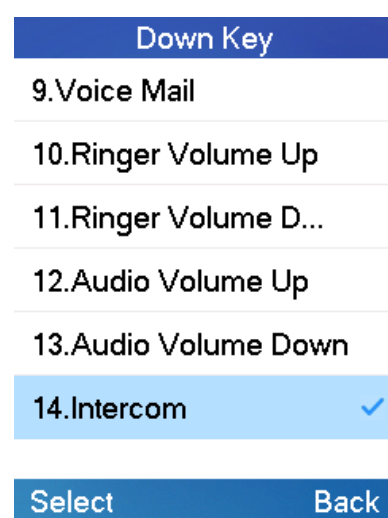 Down Key
9.Voice Mail
10.Ringer Volume Up
11.Ringer Volume D...
12.Audio Volume Up
13.Audio Volume Down
14.Intercom
Select Back